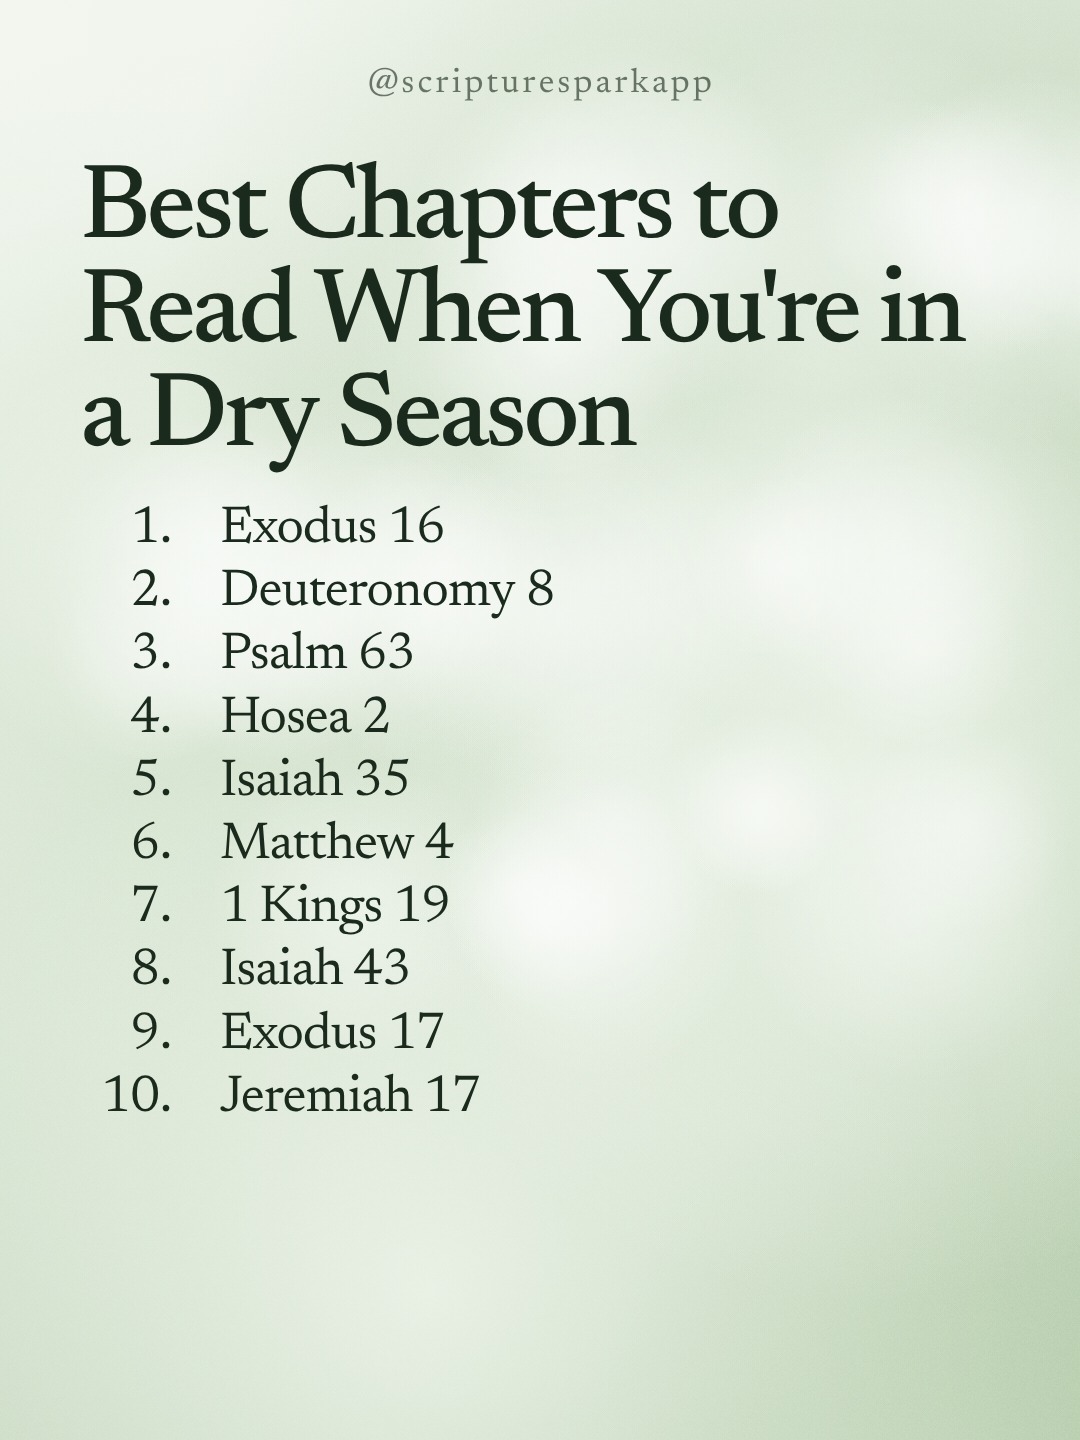 @scripturesparkapp
Best Chapters to
Read When You're in
a Dry Season
1. Exodus 16
2. Deuteronomy 8
3. Psalm 63
4. Hosea 2
5. Isaiah 35
6. Matthew 4
7. 1 Kings 19
8. Isaiah 43
9. Exodus 17
10. Jeremiah 17